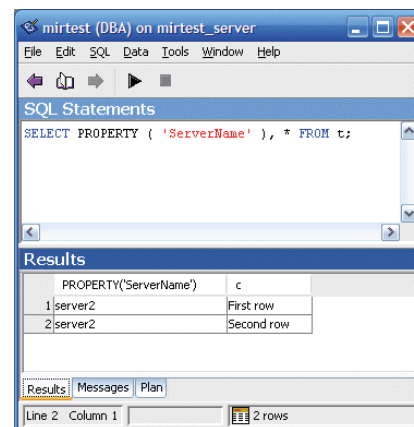 mirtest (DBA) on mirtest_server
File Edit SQL Data Tools Window Help
SQL Statements
SELECT PROPERTY ( 'ServerName' ), * FROM t;
Results
PROPERTY('ServerName') c
1 server2 First row
2 server2 Second row
Results Messages Plan
Line 2 Column 1 2 rows